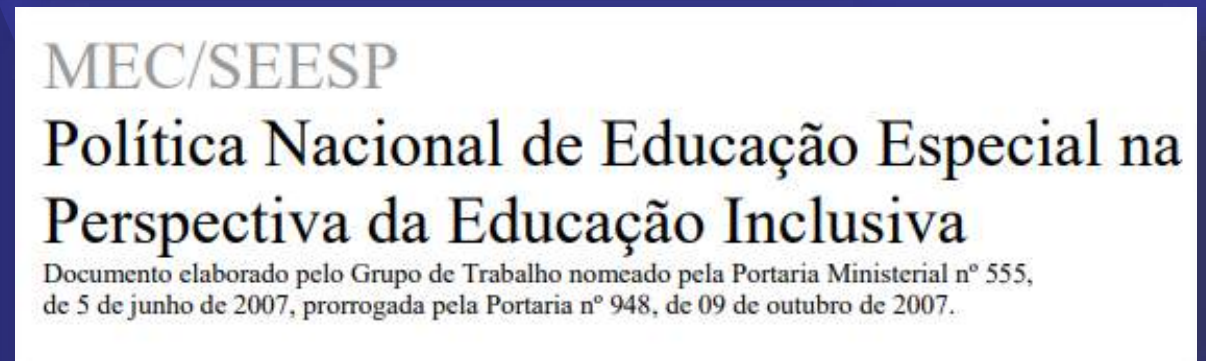 MEC/SEESP
Política Nacional de Educação Especial na
Perspectiva da Educação Inclusiva
Documento elaborado pelo Grupo de Trabalho nomeado pela Portaria Ministerial nº 555,
de 5 de junho de 2007, prorrogada pela Portaria nº 948, de 09 de outubro de 2007.